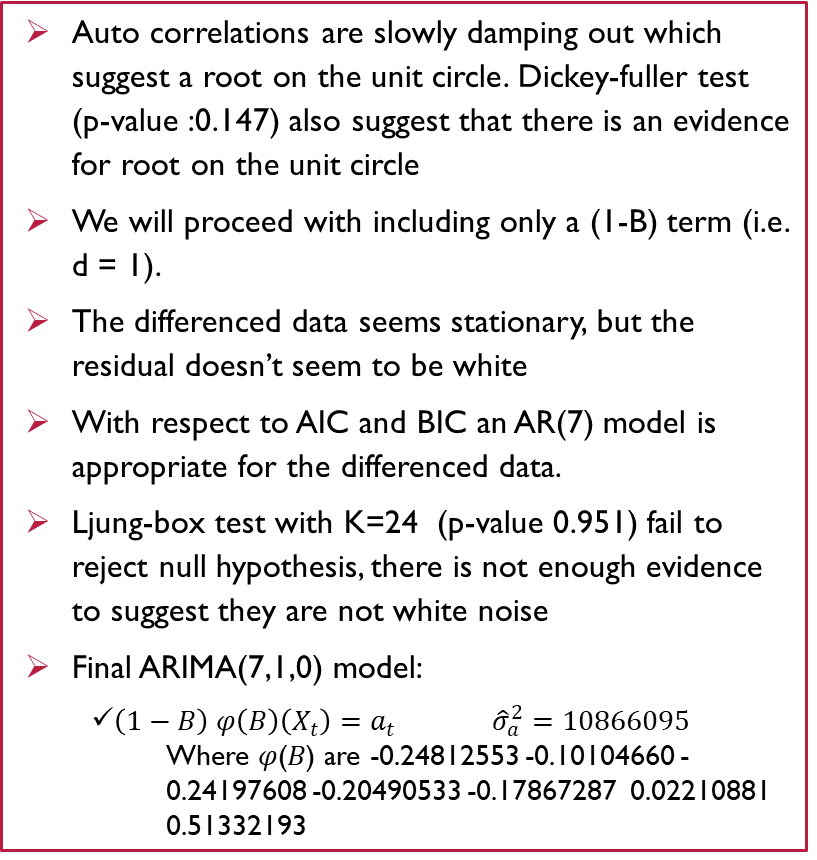 ➢ Auto correlations are slowly damping out which
suggest a root on the unit circle. Dickey-fuller test
(p-value :0.147) also suggest that there is an evidence
for root on the unit circle
➢ We will proceed with including only a (1-B) term (i.e.
d = 1).
➢ The differenced data seems stationary, but the
residual doesn’t seem to be white
➢ With respect to AIC and BIC an AR(7) model is
appropriate for the differenced data.
➢ Ljung-box test with K=24 (p-value 0.951) fail to
reject null hypothesis, there is not enough evidence
to suggest they are not white noise
➢ Final ARIMA(7,1,0) model:
✓(1 − B) φ(B)(Xₜ) = aₜ σ̂²ₐ = 10866095
Where φ(B) are -0.24812553 -0.10104660 -
0.24197608 -0.20490533 -0.17867287 0.02210881
0.51332193